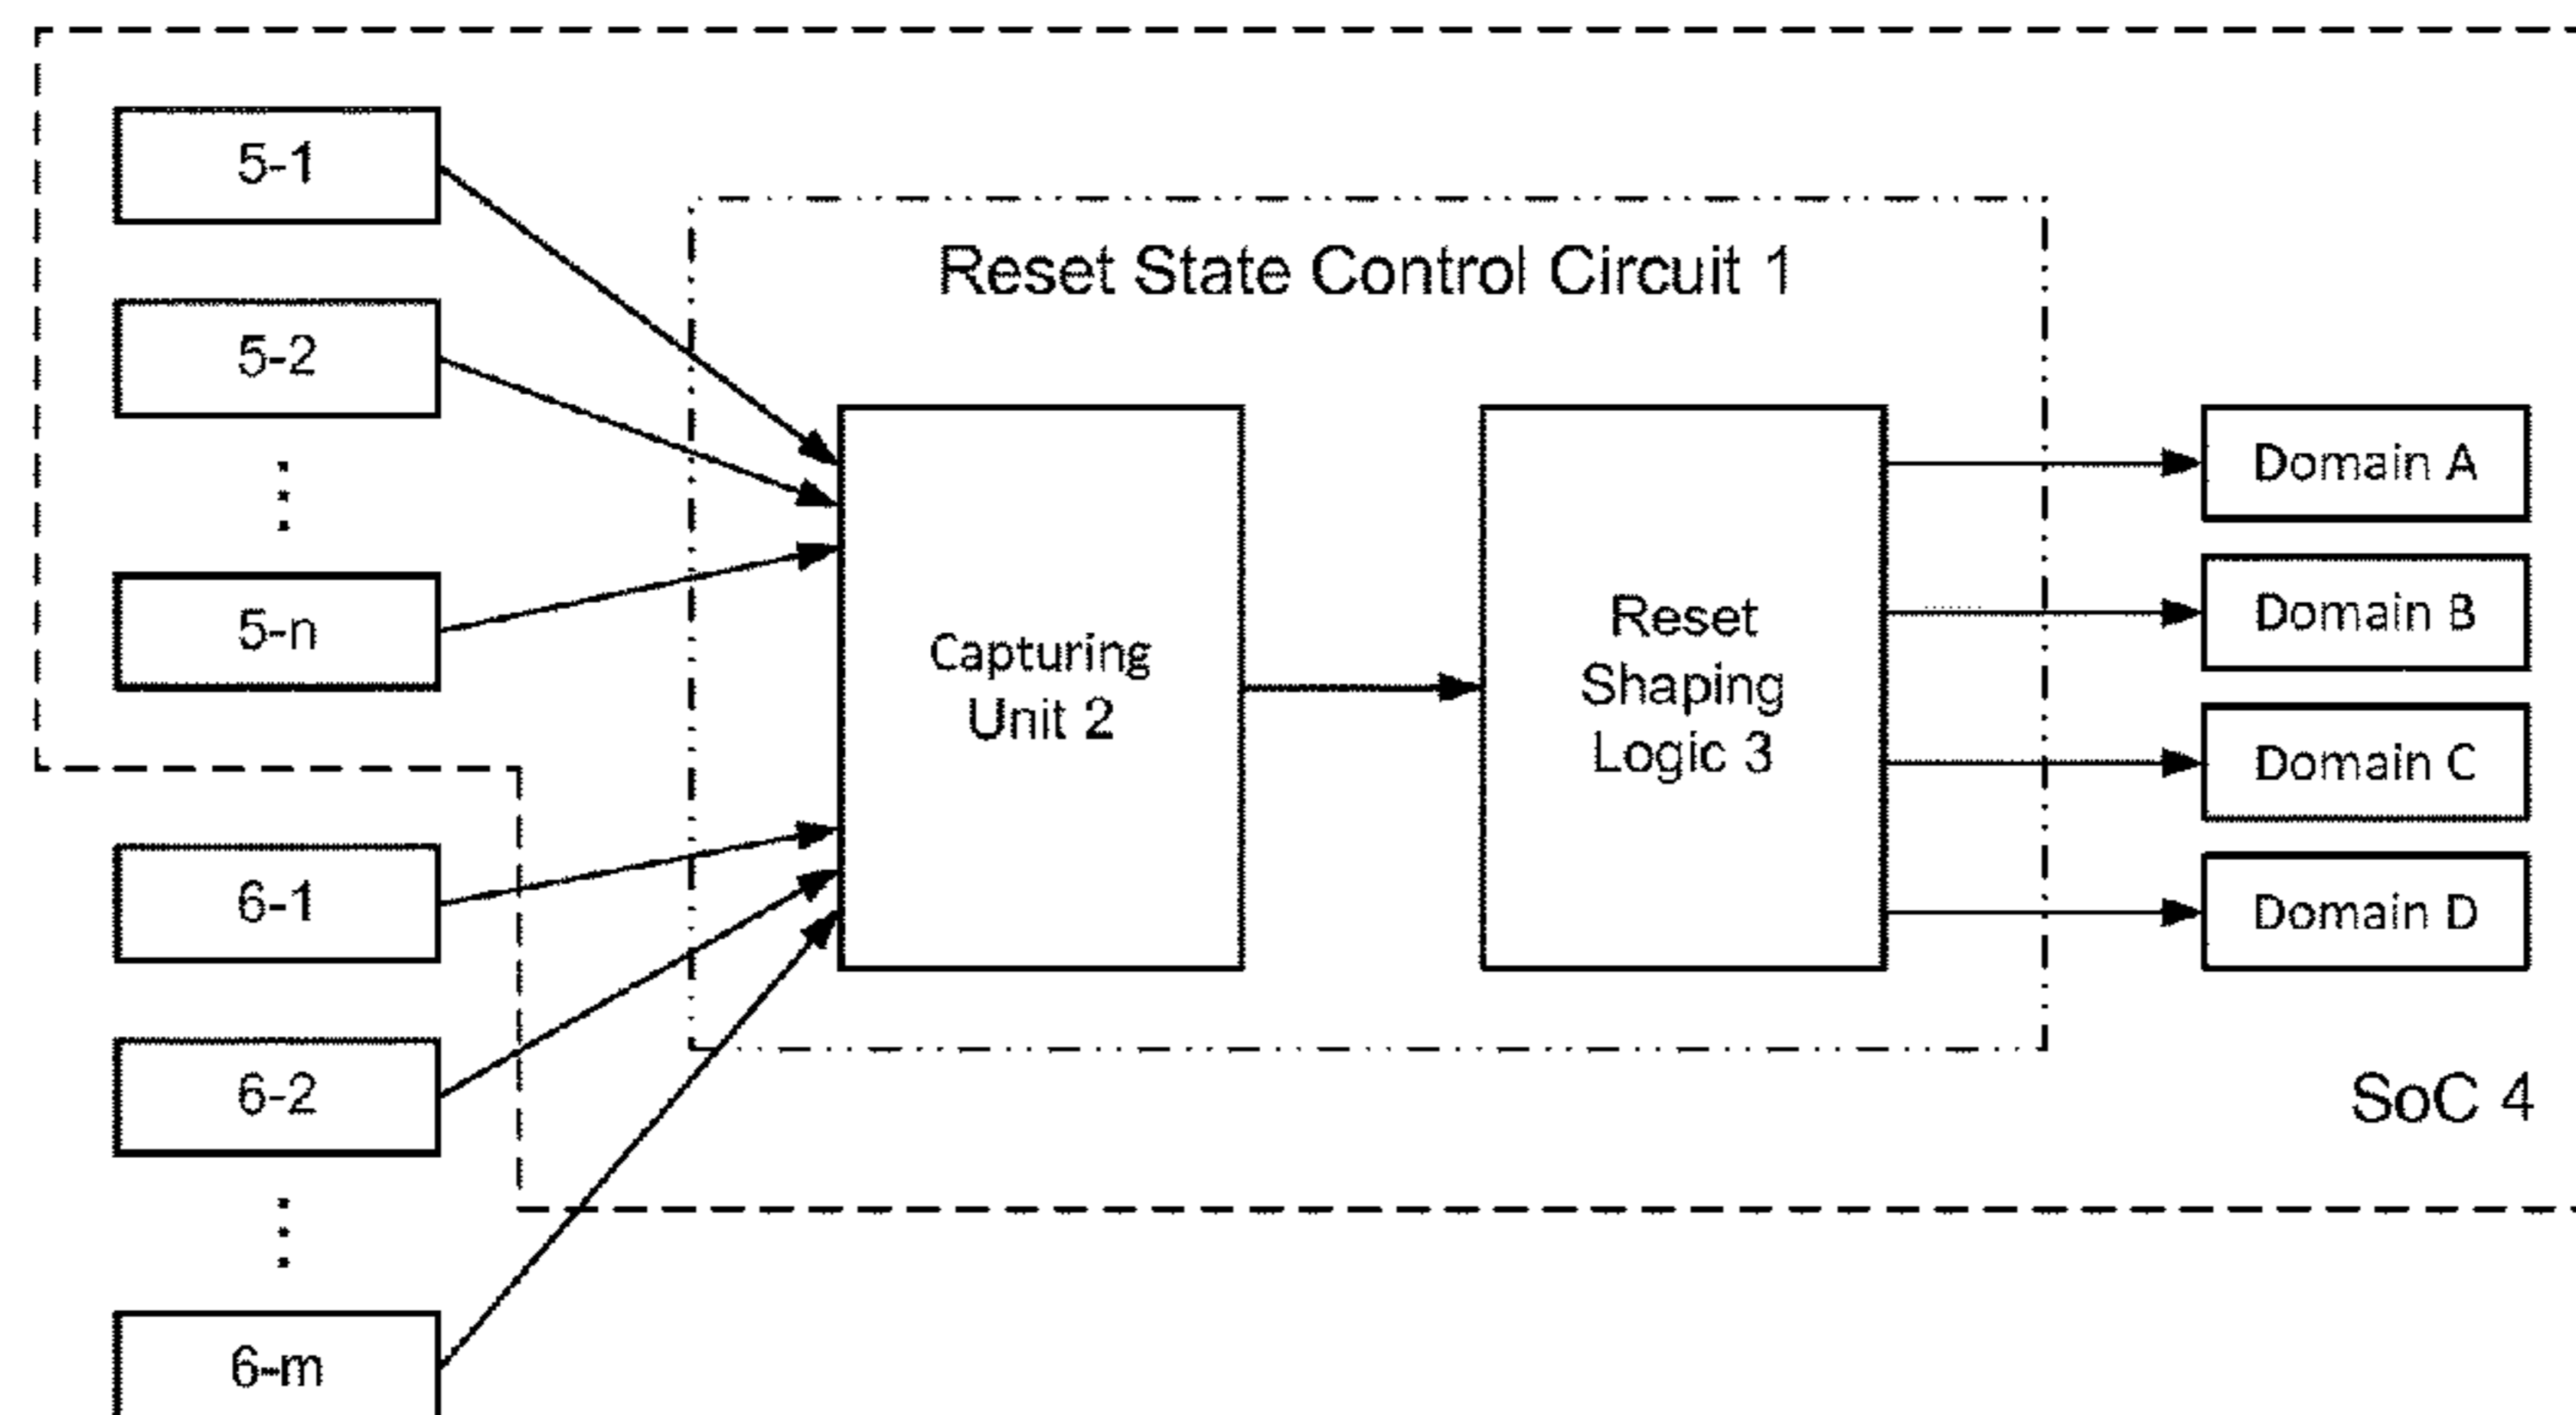 5-1
5-2
5-n
6-1
6-2
6-m
Reset State Control Circuit 1
Capturing
Unit 2
Reset
Shaping
Logic 3
Domain A
Domain B
Domain C
Domain D
SoC 4